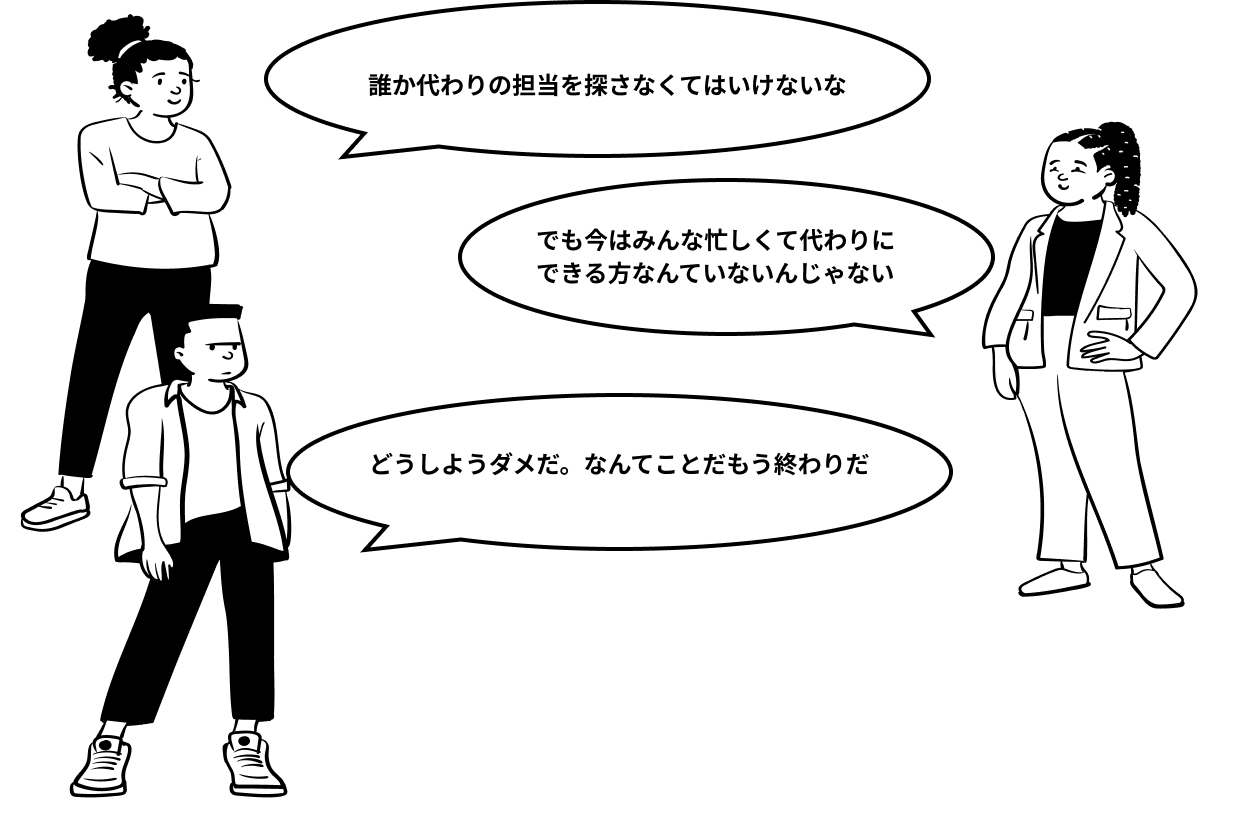 誰か代わりの担当を探さなくてはいけないな
でも今はみんな忙しくて代わりに
できる方なんていないんじゃない
どうしようダメだ。なんてことだもう終わりだ